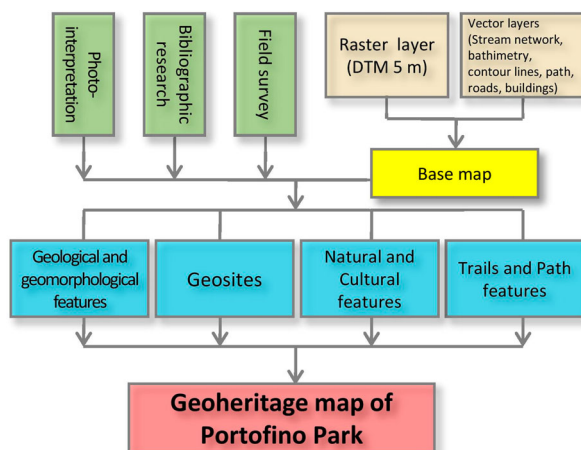 Photo-
interpretation
Bibliographic
research
Field survey
Raster layer
(DTM 5 m)
Vector layers
(Stream network,
bathimetry,
contour lines, path,
roads, buildings)
Base map
Geological and
geomorphological
features
Geosites
Natural and
Cultural
features
Trails and Path
features
Geoheritage map of
Portofino Park